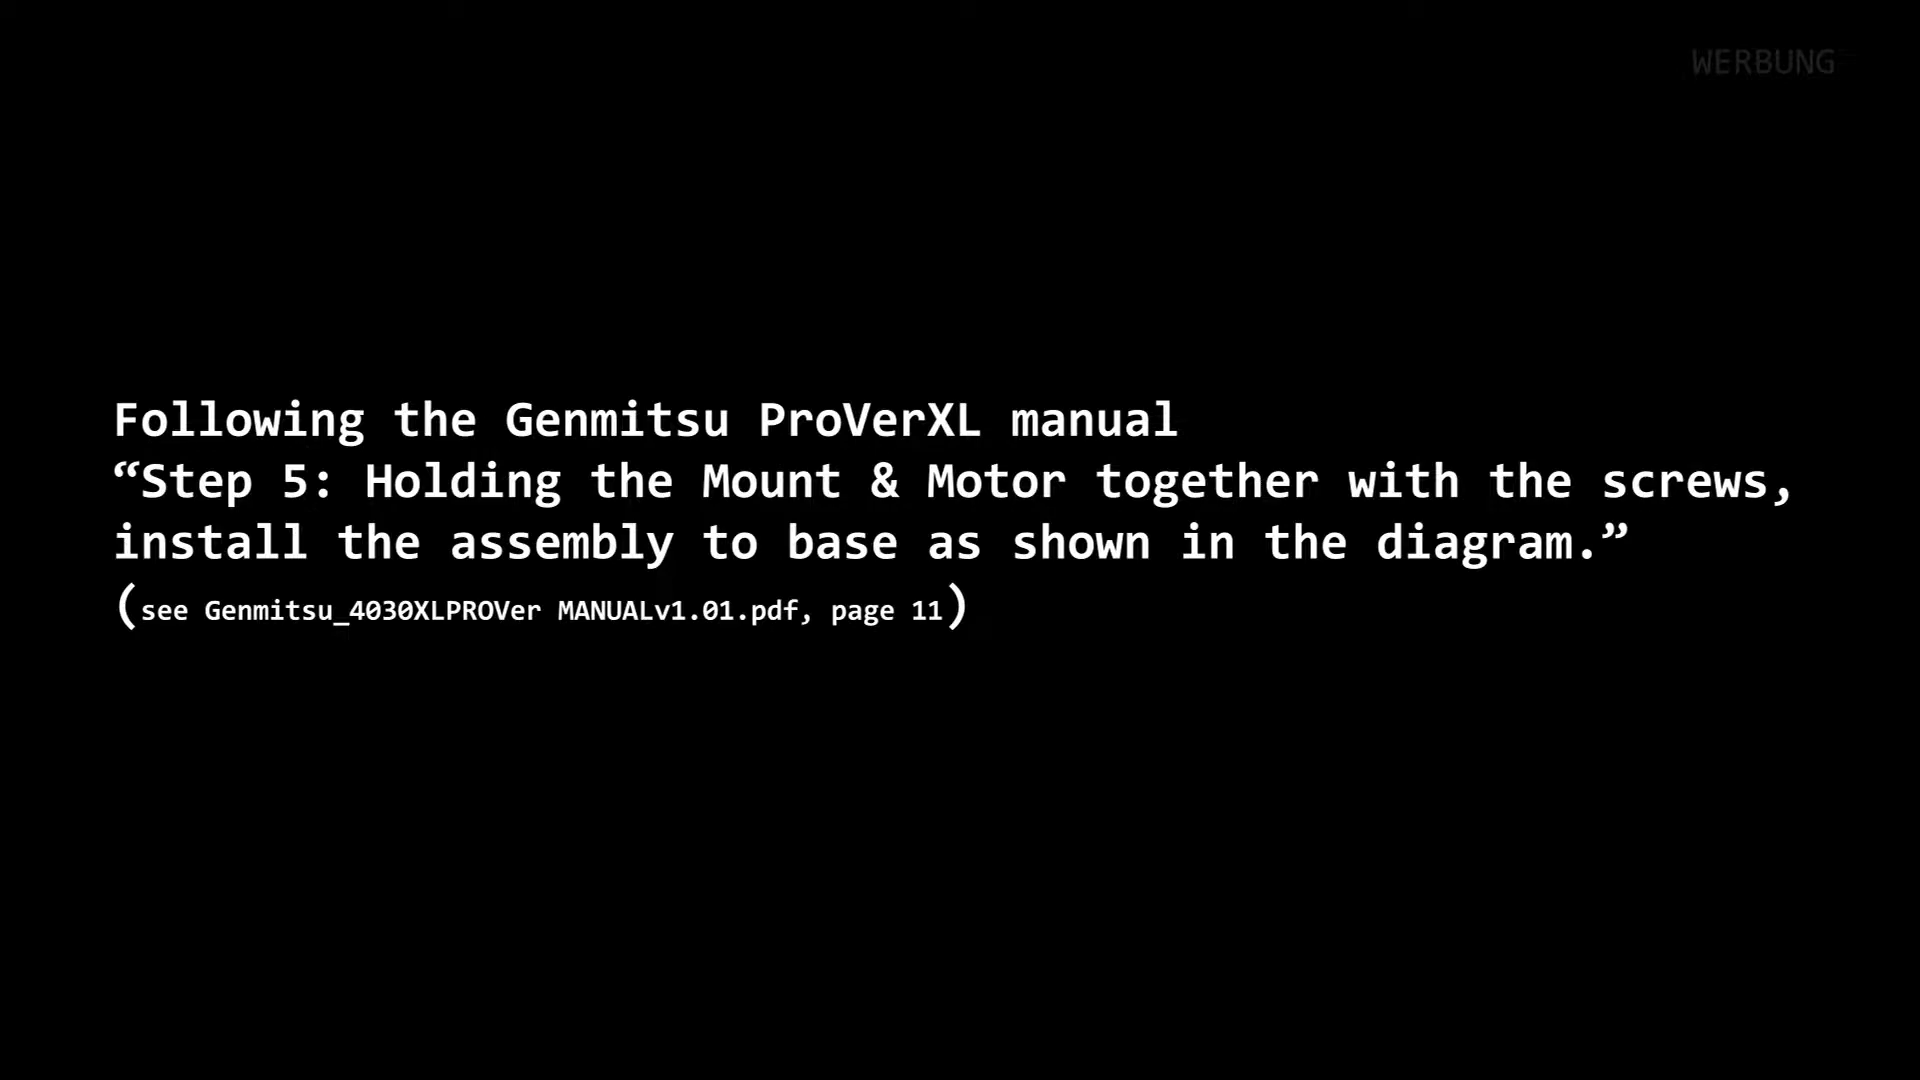 WERBUNG
Following the Genmitsu ProVerXL manual
“Step 5: Holding the Mount & Motor together with the screws,
install the assembly to base as shown in the diagram.”
(see Genmitsu_4030XLPROVer MANUALv1.01.pdf, page 11)